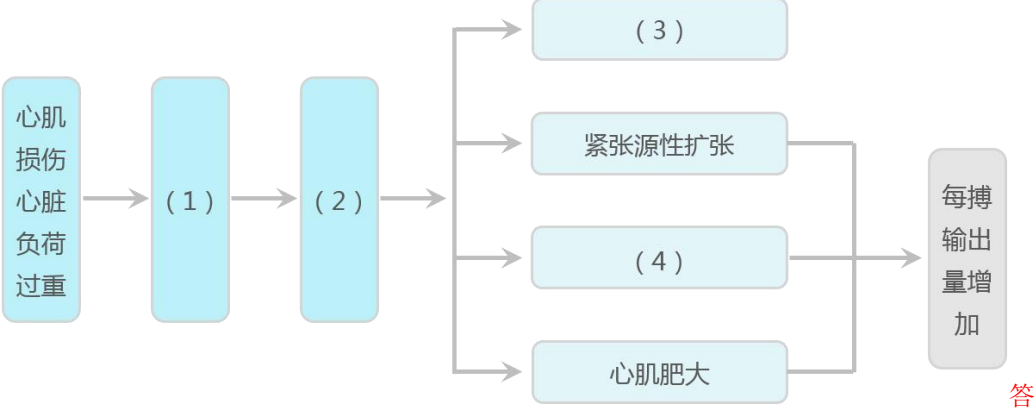 心肌
损伤
心脏
负荷
过重
（1）
（2）
（3）
紧张源性扩张
（4）
心肌肥大
每搏
输出
量增
加
答